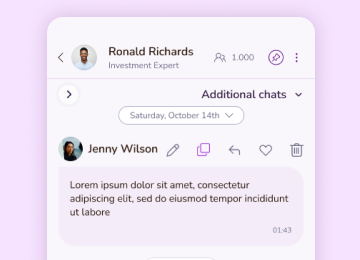 Ronald Richards
Investment Expert
1.000
Additional chats
Saturday, October 14th
Jenny Wilson
Lorem ipsum dolor sit amet, consectetur
adipiscing elit, sed do eiusmod tempor incididunt
ut labore
01:43